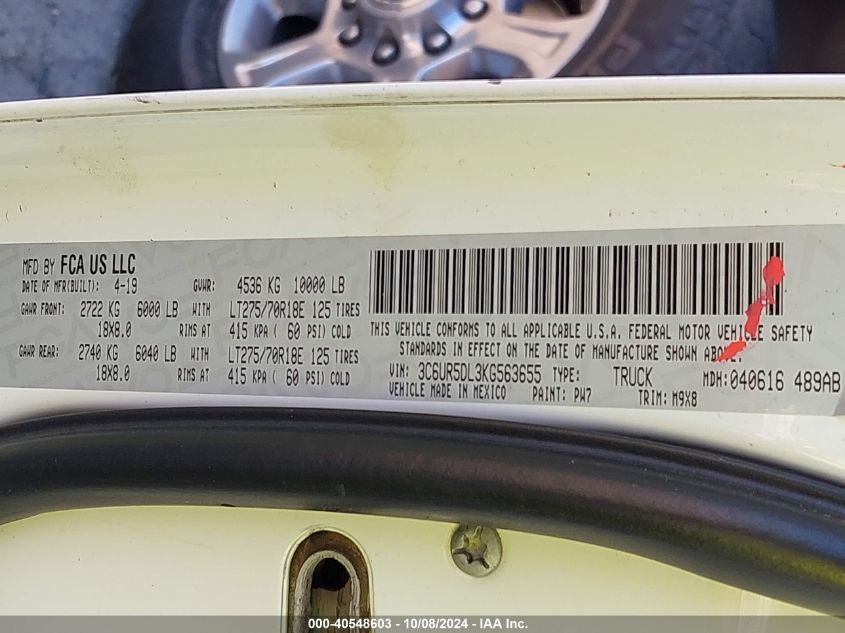 MFD BY FCA US LLC
DATE OF MFR(BUILT): 4-19 GVWR: 4536 KG 10000 LB
GAWR FRONT: 2722 KG 6000 LB WITH LT275/70R18E 125 TIRES
18X8.0 RIMS AT 415 KPA ( 60 PSI) COLD
GAWR REAR: 2740 KG 6040 LB WITH LT275/70R18E 125 TIRES
18X8.0 RIMS AT 415 KPA ( 60 PSI) COLD
THIS VEHICLE CONFORMS TO ALL APPLICABLE U.S.A. FEDERAL MOTOR VEHICLE SAFETY
STANDARDS IN EFFECT ON THE DATE OF MANUFACTURE SHOWN ABOVE.
VIN: 3C6UR5DL3KG563655 TYPE: TRUCK MDH:040616 489AB
VEHICLE MADE IN MEXICO PAINT: PW7 TRIM: M9X8
000-40548603 - 10/08/2024 - IAA Inc.